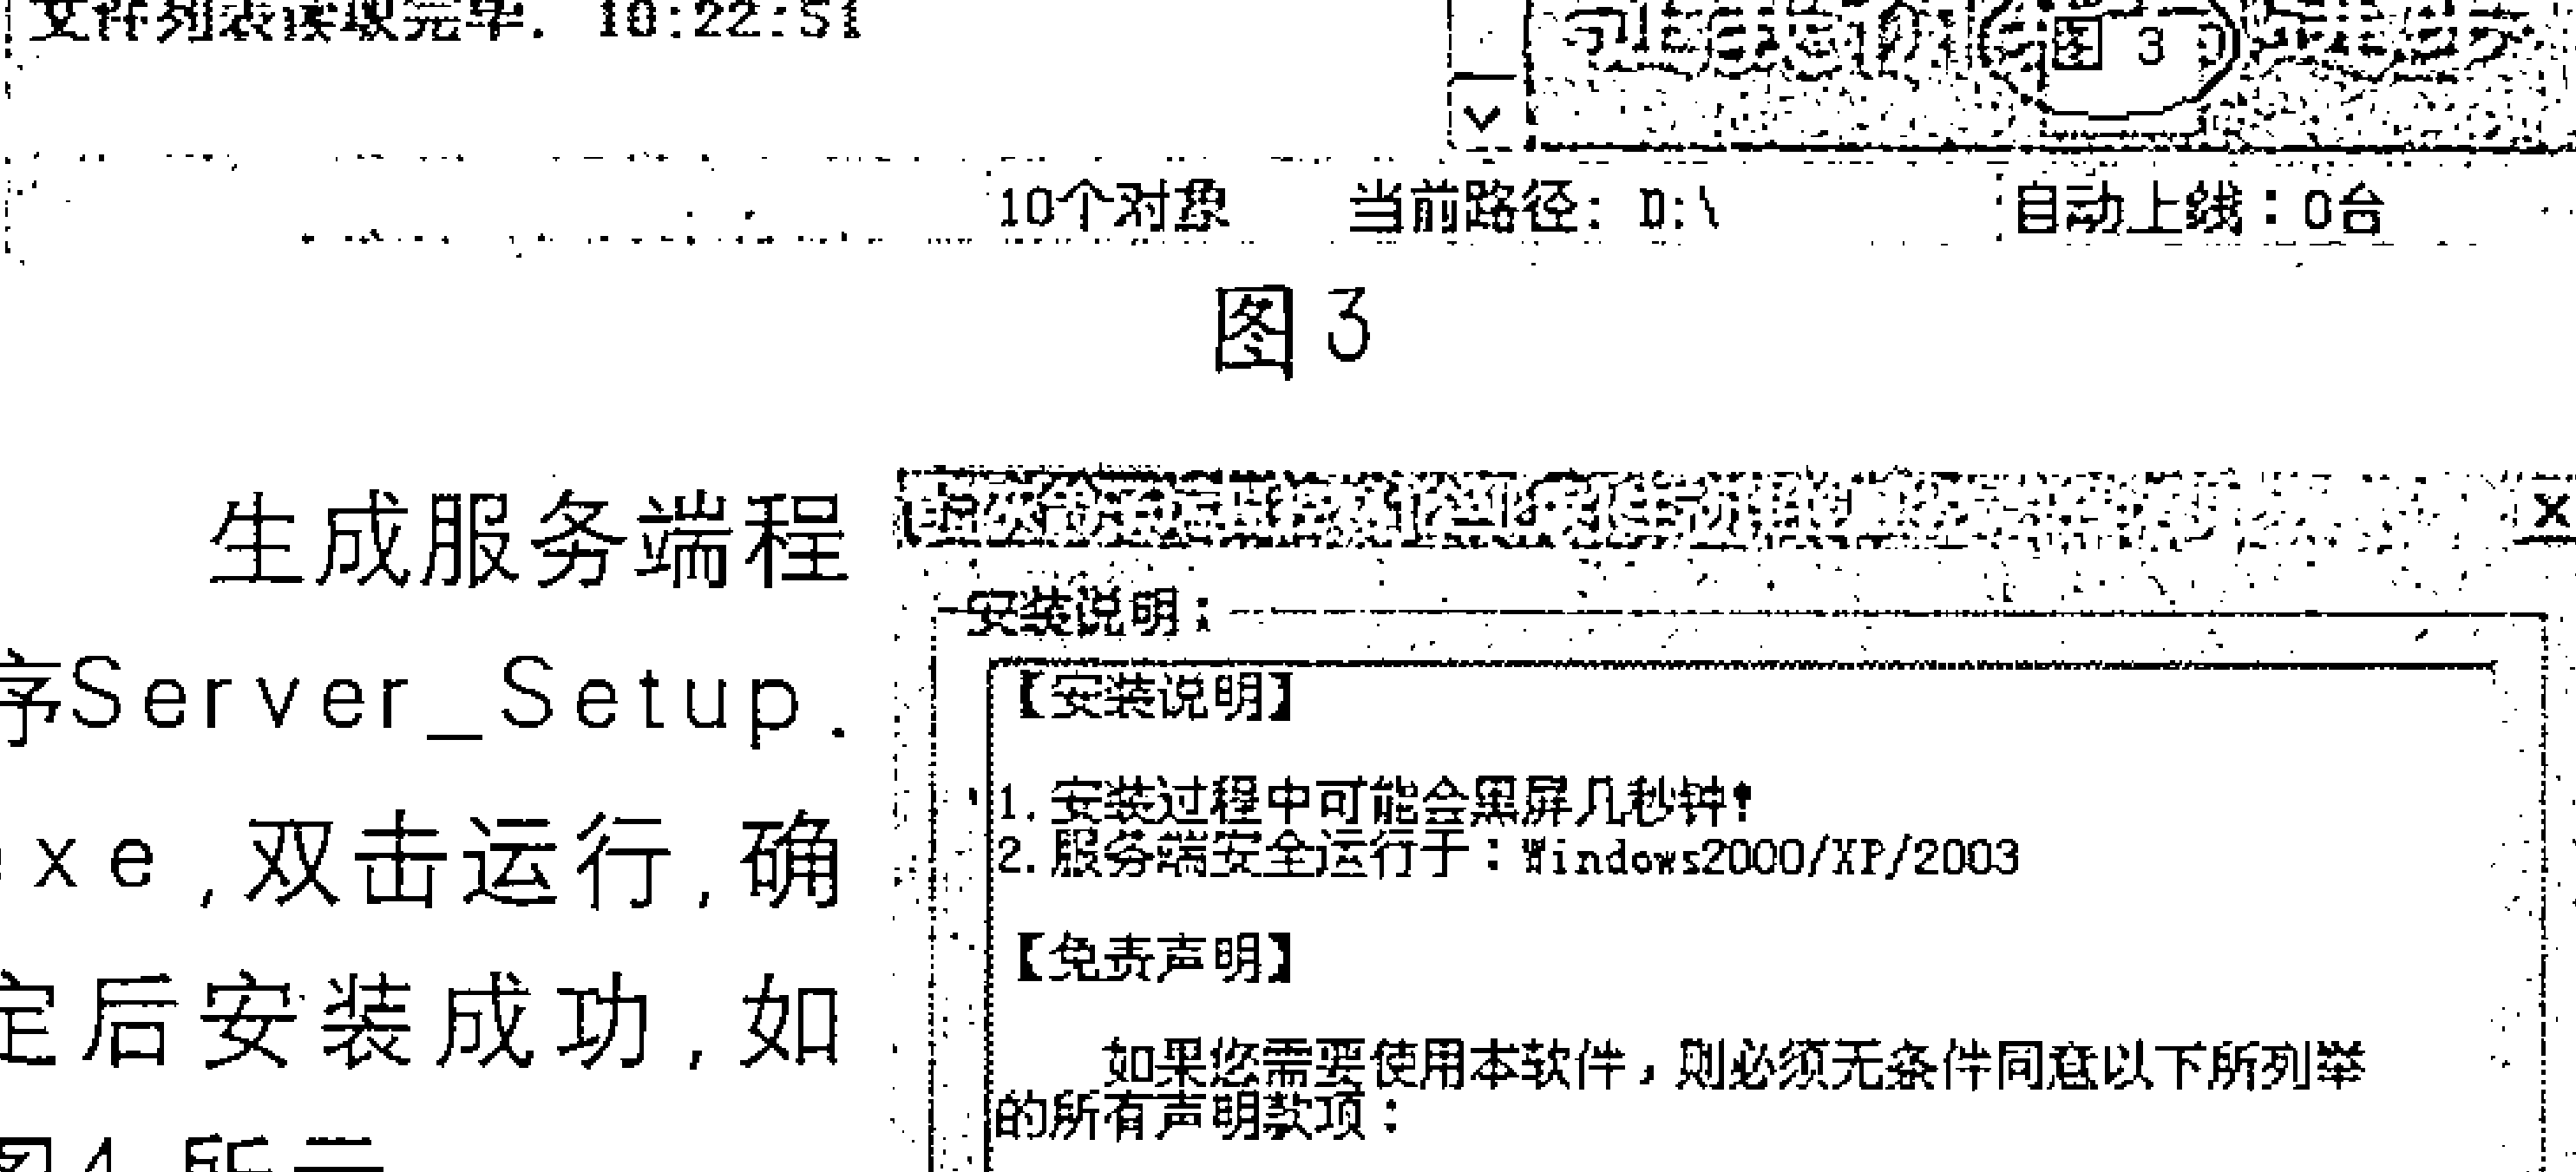 文件列表读取完毕. 10:22:51
图 3
10个对象 当前路径: D:\ 自动上线：0台
图 3
生成服务端程
序Server_Setup.
exe,双击运行,确
定后安装成功,如
图4 所示
安装说明：
【安装说明】
1.安装过程中可能会黑屏几秒钟!
2.服务端安全运行于：Windows2000/XP/2003
【免责声明】
如果您需要使用本软件，则必须无条件同意以下所列举
的所有声明款项：